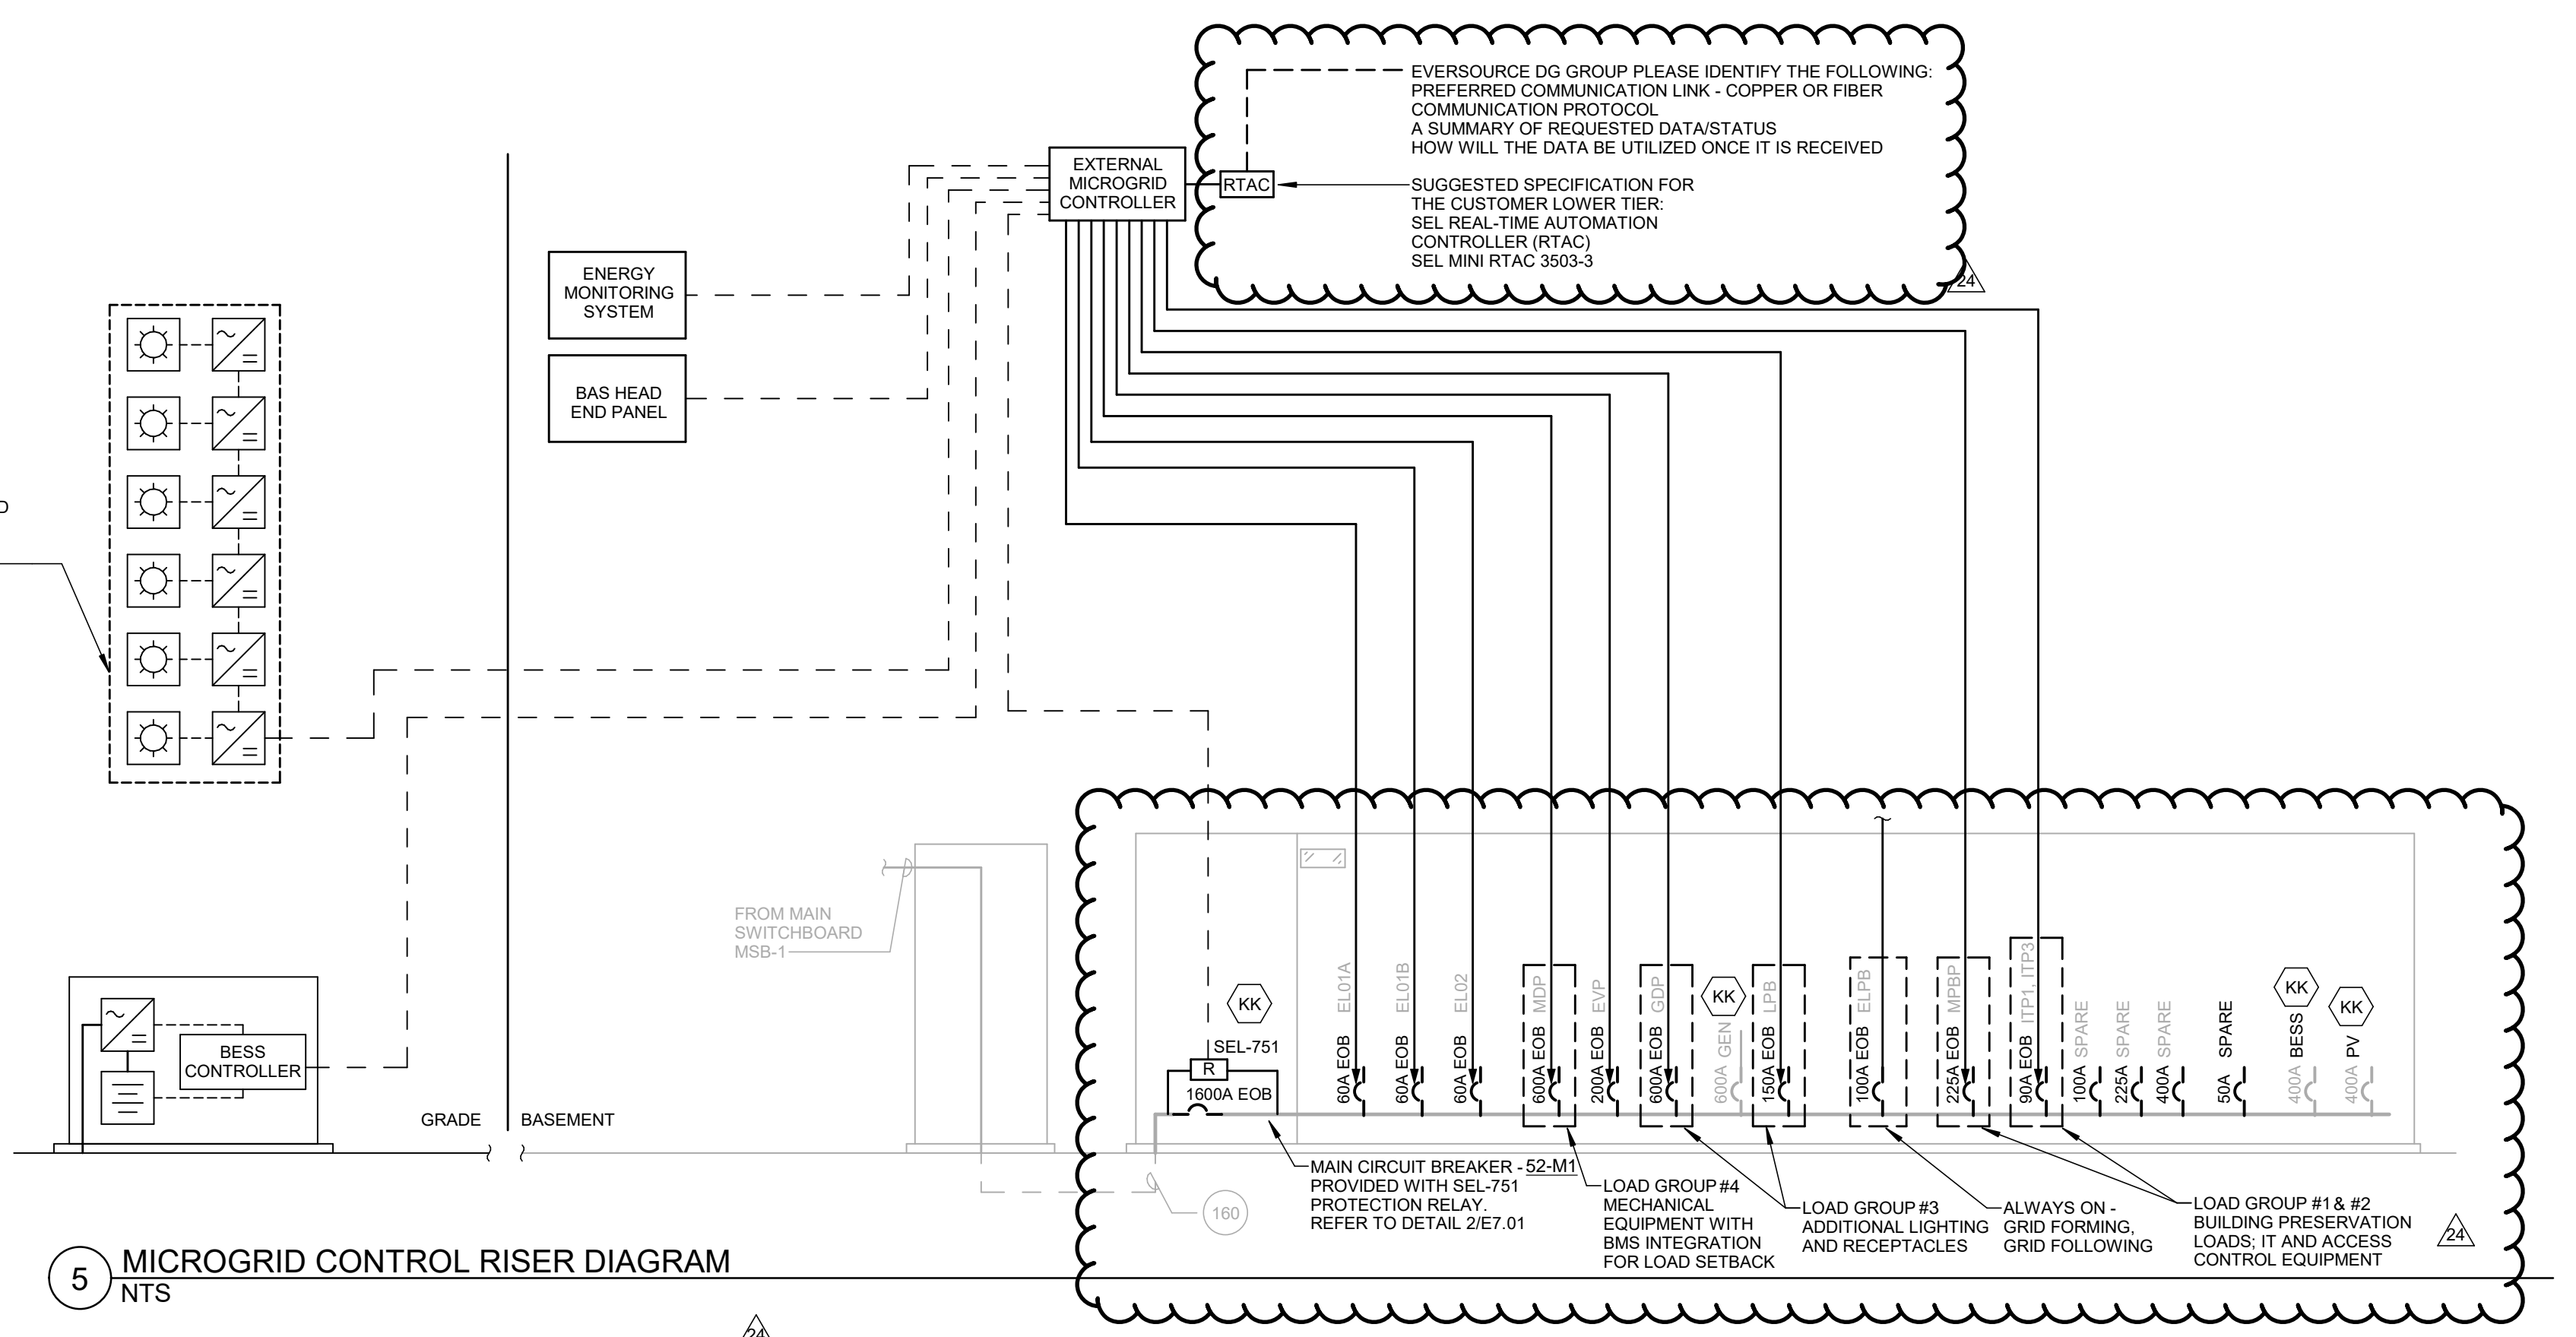 EVERSOURCE DG GROUP PLEASE IDENTIFY THE FOLLOWING:
PREFERRED COMMUNICATION LINK - COPPER OR FIBER
COMMUNICATION PROTOCOL
A SUMMARY OF REQUESTED DATA/STATUS
HOW WILL THE DATA BE UTILIZED ONCE IT IS RECEIVED
EXTERNAL
MICROGRID
CONTROLLER
RTAC
SUGGESTED SPECIFICATION FOR
THE CUSTOMER LOWER TIER:
SEL REAL-TIME AUTOMATION
CONTROLLER (RTAC)
SEL MINI RTAC 3503-3
24
ENERGY
MONITORING
SYSTEM
BAS HEAD
END PANEL
D
FROM MAIN
SWITCHBOARD
MSB-1
BESS
CONTROLLER
GRADE
BASEMENT
KK
SEL-751
R
1600A EOB
60A EOB EL01A
60A EOB EL01B
60A EOB EL02
600A EOB MDP
200A EOB EVP
600A EOB GDP
KK
600A GEN
150A EOB LPB
100A EOB ELPB
225A EOB MPBP
90A EOB ITP1, ITP3
100A SPARE
225A SPARE
400A SPARE
50A SPARE
KK
400A BESS
KK
400A PV
160
MAIN CIRCUIT BREAKER - 52-M1
PROVIDED WITH SEL-751
PROTECTION RELAY.
REFER TO DETAIL 2/E7.01
LOAD GROUP #4
MECHANICAL
EQUIPMENT WITH
BMS INTEGRATION
FOR LOAD SETBACK
LOAD GROUP #3
ADDITIONAL LIGHTING
AND RECEPTACLES
ALWAYS ON -
GRID FORMING,
GRID FOLLOWING
LOAD GROUP #1 & #2
BUILDING PRESERVATION
LOADS; IT AND ACCESS
CONTROL EQUIPMENT
24
5
MICROGRID CONTROL RISER DIAGRAM
NTS
24